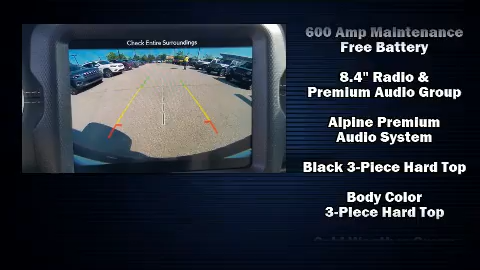 Check Entire Surroundings
600 Amp Maintenance
Free Battery
8.4" Radio &
Premium Audio Group
Alpine Premium
Audio System
Black 3-Piece Hard Top
Body Color
3-Piece Hard Top